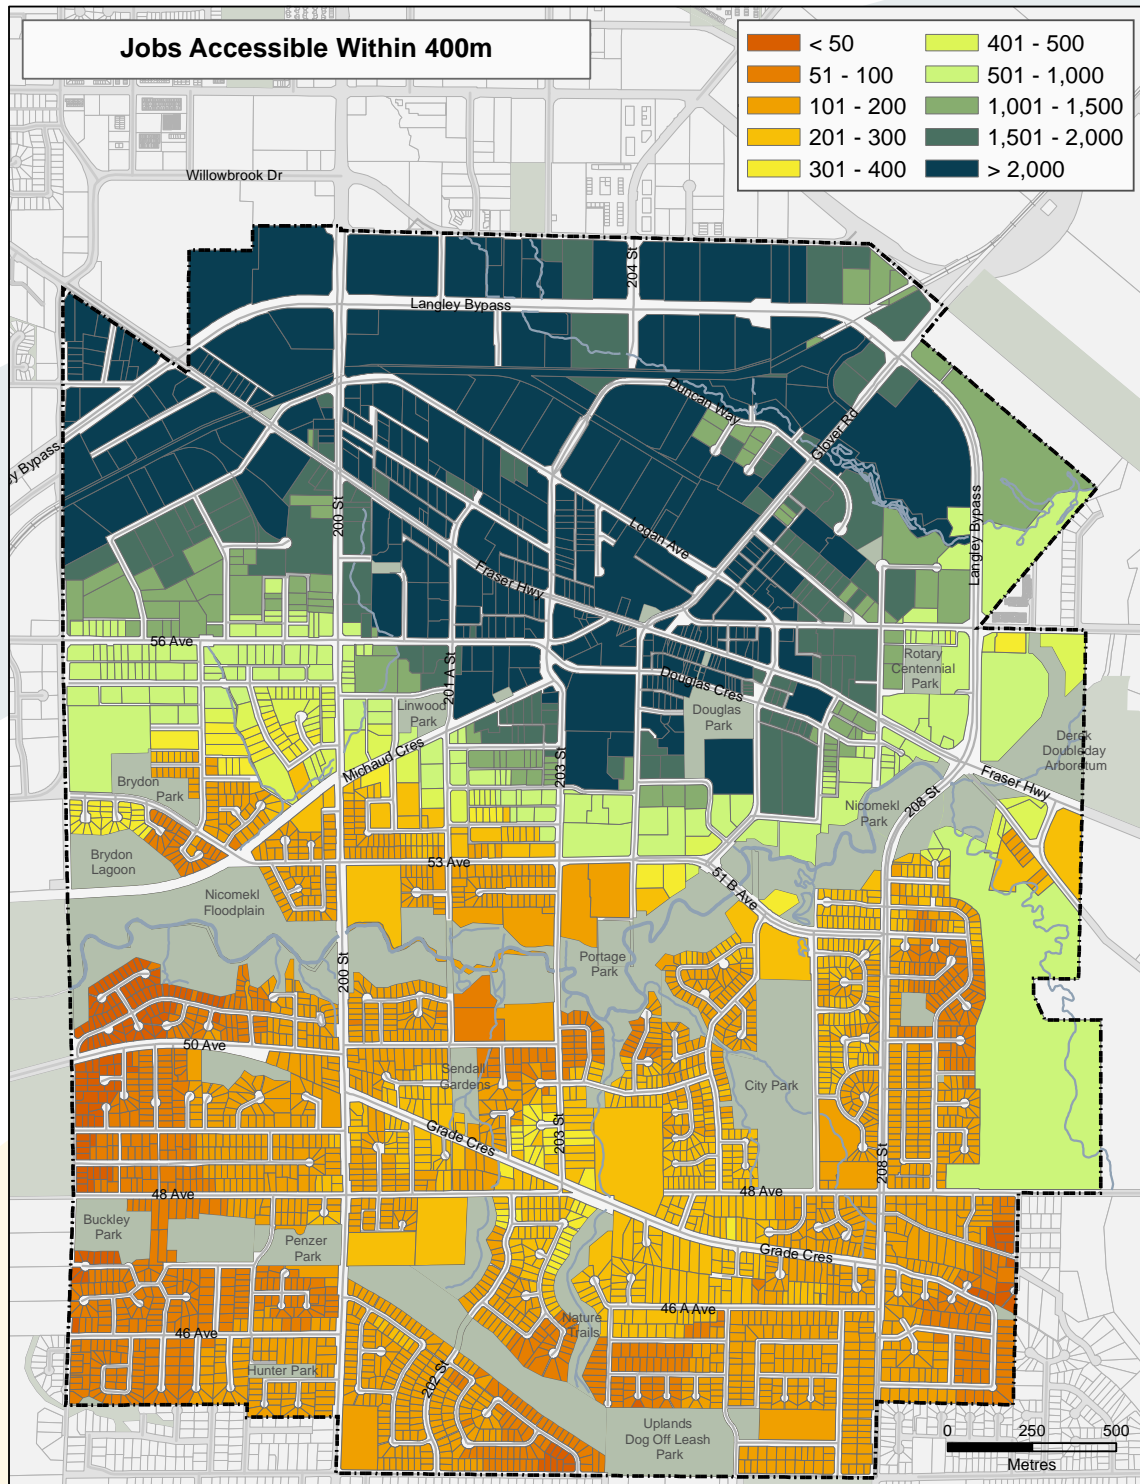 Jobs Accessible Within 400m
< 50
51 - 100
101 - 200
201 - 300
301 - 400
401 - 500
501 - 1,000
1,001 - 1,500
1,501 - 2,000
> 2,000
Willowbrook Dr
204 St
Langley Bypass
Duncan Way
Glover Rd
y Bypass
200 St
Logan Ave
Langley Bypass
Fraser Hwy
56 Ave
201 A St
Rotary
Centennial
Park
Douglas Cres
Linwood
Park
Douglas
Park
Derek
Doubleday
Arboretum
Michaud Cres
203 St
Brydon
Park
Fraser Hwy
208 St
Nicomekl
Park
Brydon
Lagoon
53 Ave
51 B Ave
Nicomekl
Floodplain
Portage
Park
200 St
50 Ave
Sendall
Gardens
City Park
Grade Cres
203 St
208 St
48 Ave
48 Ave
Buckley
Park
Penzer
Park
Grade Cres
46 A Ave
Nature
Trails
46 Ave
Hunter Park
202 St
Uplands
Dog Off Leash
Park
0 250 500
Metres